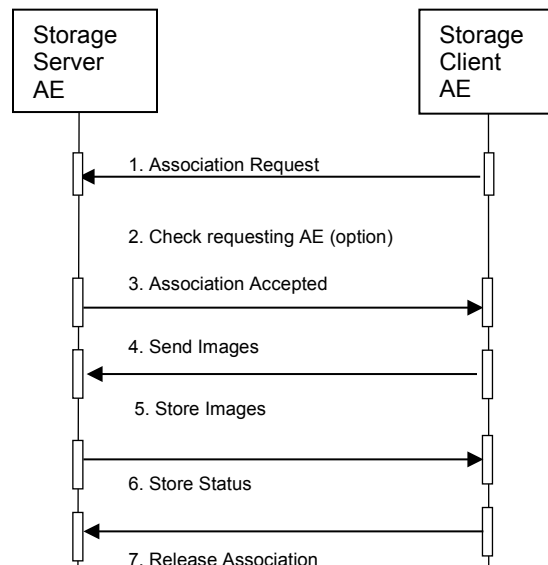 Storage
Server
AE
Storage
Client
AE
1. Association Request
2. Check requesting AE (option)
3. Association Accepted
4. Send Images
5. Store Images
6. Store Status
7. Release Association